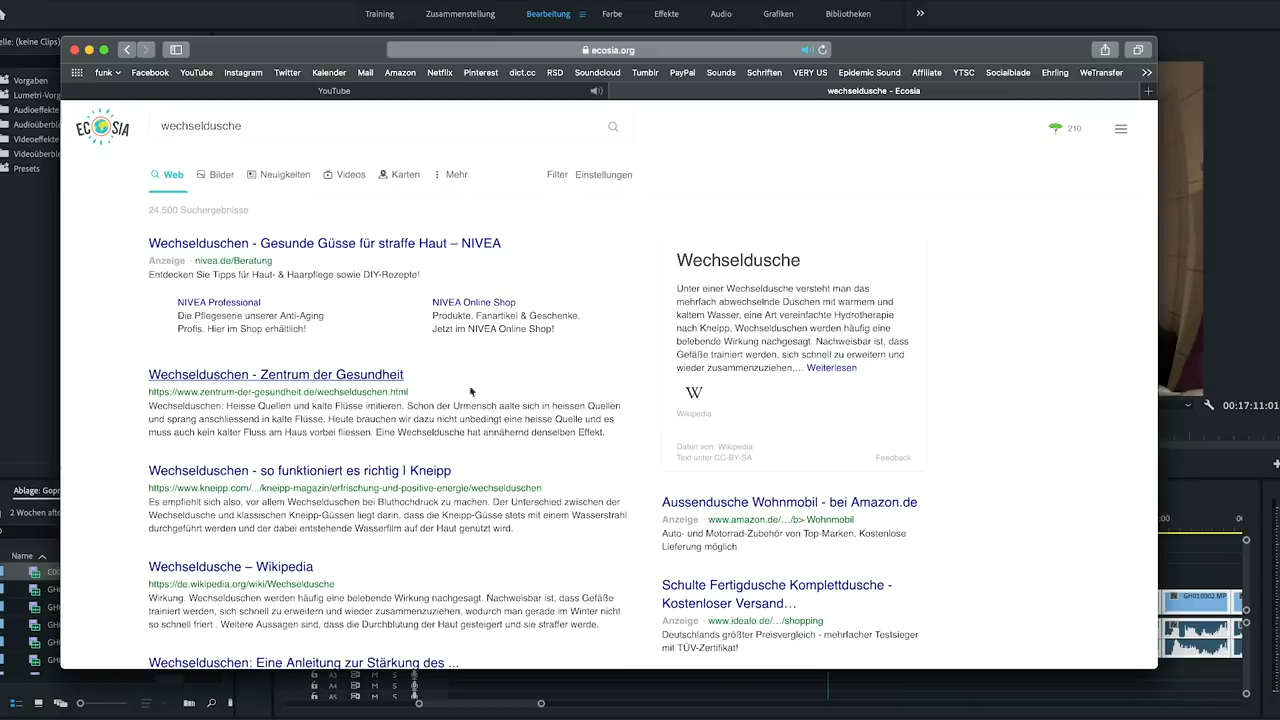 Training Zusammenstellung Bearbeitung Farbe Effekte Audio Grafiken Bibliotheken
elle: (keine Clips)
ecosia.org
funk Facebook YouTube Instagram Twitter Kalender Mail Amazon Netflix Pinterest dict.cc RSD Soundcloud Tumblr PayPal Sounds Schriften VERY US Epidemic Sound Affiliate YTSC Socialblade Ehrling WeTransfer
YouTube
wechseldusche - Ecosia
Vorgaben
Lumetri-Vorg
Audioeffekte
Audioüberble
Videoeffekte
Videoüberble
Presets
ECOSIA
wechseldusche
210
Web Bilder Neuigkeiten Videos Karten Mehr Filter Einstellungen
24.500 Suchergebnisse
Wechselduschen - Gesunde Güsse für straffe Haut – NIVEA
Anzeige · nivea.de/Beratung
Entdecken Sie Tipps für Haut- & Haarpflege sowie DIY-Rezepte!
NIVEA Professional
Die Pflegeserie unserer Anti-Aging
Profis. Hier im Shop erhältlich!
NIVEA Online Shop
Produkte, Fanartikel & Geschenke.
Jetzt im NIVEA Online Shop!
Wechselduschen - Zentrum der Gesundheit
https://www.zentrum-der-gesundheit.de/wechselduschen.html
Wechselduschen: Heisse Quellen und kalte Flüsse imitieren. Schon der Urmensch aalte sich in heissen Quellen
und sprang anschliessend in kalte Flüsse. Heute brauchen wir dazu nicht unbedingt eine heisse Quelle und es
muss auch kein kalter Fluss am Haus vorbei fliessen. Eine Wechseldusche hat annähernd denselben Effekt.
Wechselduschen - so funktioniert es richtig | Kneipp
https://www.kneipp.com/.../kneipp-magazin/erfrischung-und-positive-energie/wechselduschen
Es empfiehlt sich also, vor allem Wechselduschen bei Bluthochdruck zu machen. Der Unterschied zwischen der
Wechseldusche und klassischen Kneipp-Güssen liegt darin, dass die Kneipp-Güsse stets mit einem Wasserstrahl
durchgeführt werden und der dabei entstehende Wasserfilm auf der Haut genutzt wird.
Wechseldusche – Wikipedia
https://de.wikipedia.org/wiki/Wechseldusche
Wirkung. Wechselduschen werden häufig eine belebende Wirkung nachgesagt. Nachweisbar ist, dass Gefäße
trainiert werden, sich schnell zu erweitern und wieder zusammenzuziehen, wodurch man gerade im Winter nicht
so schnell friert . Weitere Aussagen sind, dass die Durchblutung der Haut gesteigert und sie straffer werde.
Wechselduschen: Eine Anleitung zur Stärkung des ...
Wechseldusche
Unter einer Wechseldusche versteht man das
mehrfach abwechselnde Duschen mit warmem und
kaltem Wasser, eine Art vereinfachte Hydrotherapie
nach Kneipp. Wechselduschen werden häufig eine
belebende Wirkung nachgesagt. Nachweisbar ist, dass
Gefäße trainiert werden, sich schnell zu erweitern und
wieder zusammenzuziehen,... Weiterlesen
W
Wikipedia
Daten von: Wikipedia
Text unter CC-BY-SA
Feedback
Aussendusche Wohnmobil - bei Amazon.de
Anzeige · www.amazon.de/.../b> Wohnmobil
Auto- und Motorrad-Zubehör von Top-Marken. Kostenlose
Lieferung möglich
Schulte Fertigdusche Komplettdusche -
Kostenloser Versand...
Anzeige · www.idealo.de/.../shopping
Deutschlands größter Preisvergleich - mehrfacher Testsieger
mit TÜV-Zertifikat!
00:17:11:01
Ablage: Gopr
2 Wochen after
Name
GH010002.MP
A3 M S
A4 M S